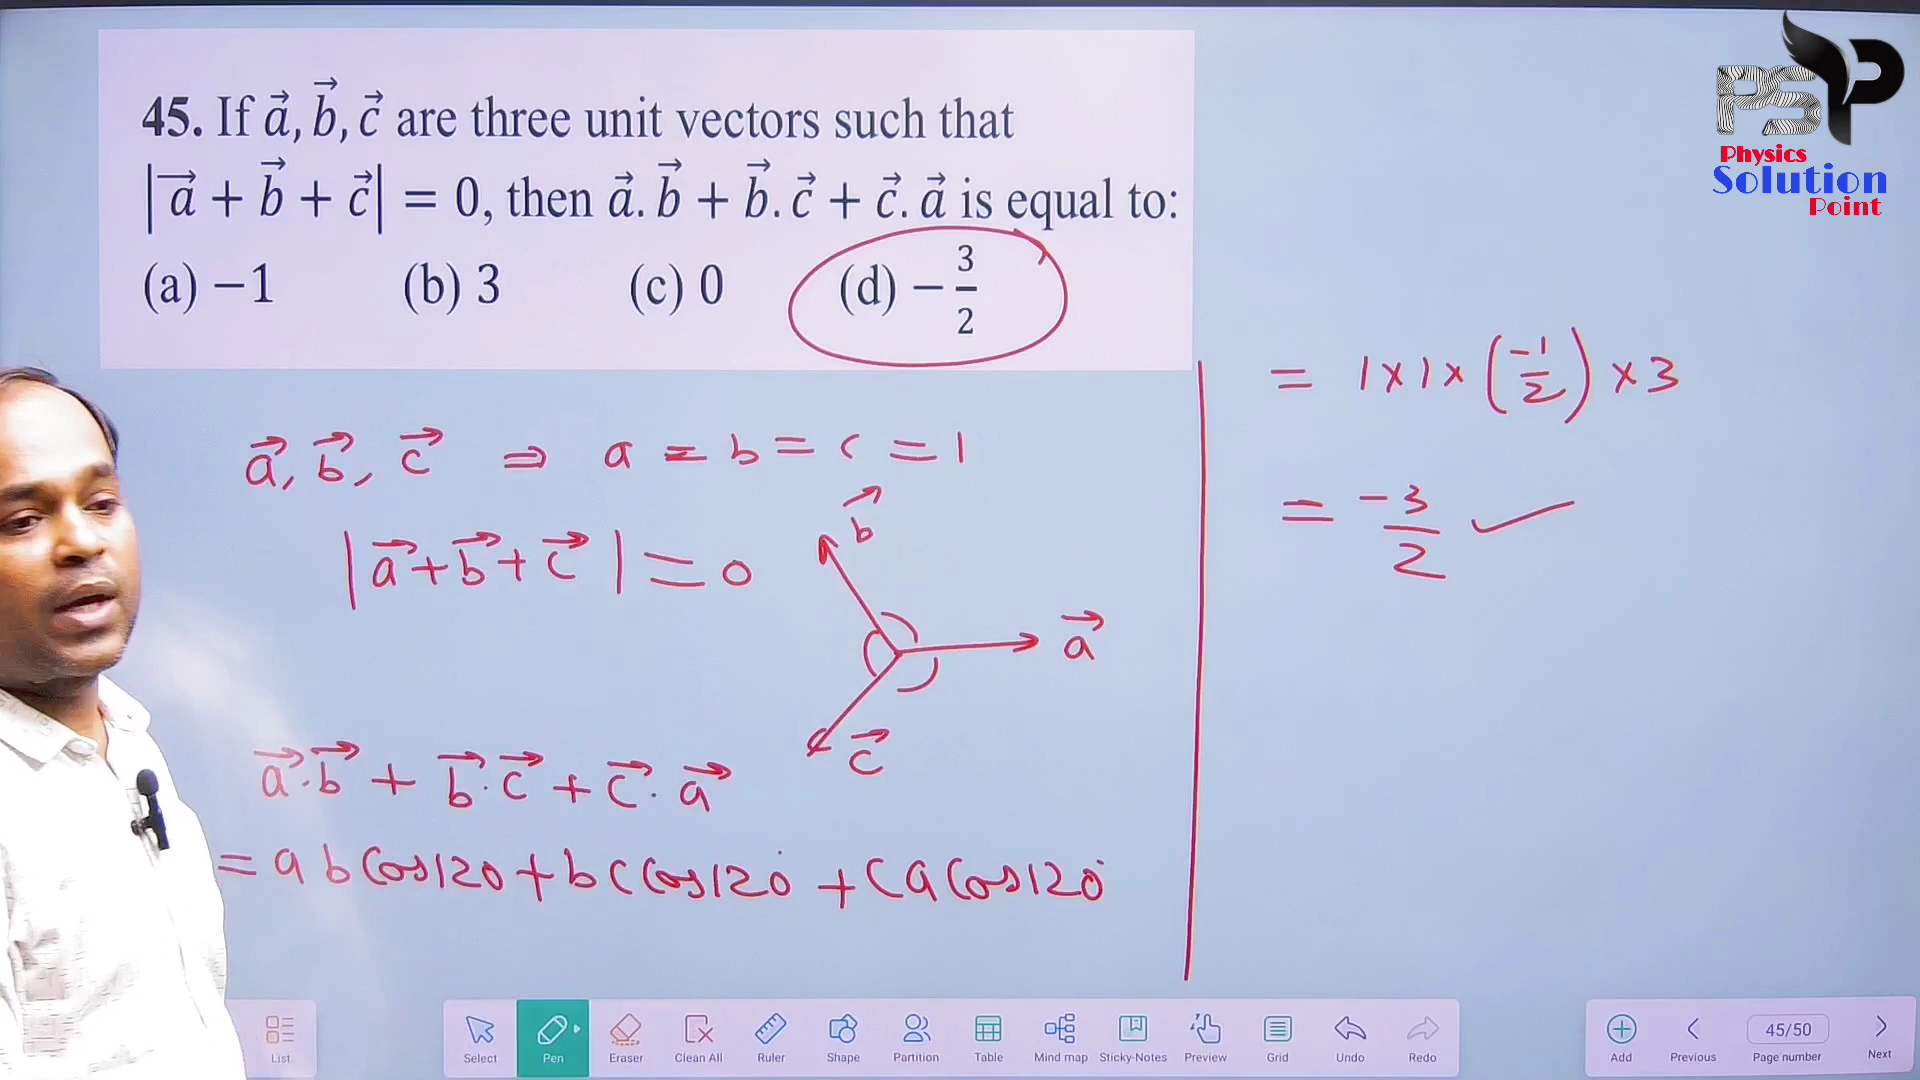 45. If a⃗, b⃗, c⃗ are three unit vectors such that
|a⃗ + b⃗ + c⃗| = 0, then a⃗. b⃗ + b⃗. c⃗ + c⃗. a⃗ is equal to:
(a) −1 (b) 3 (c) 0 (d) − 3/2
a⃗, b⃗, c⃗ ⇒ a = b = c = 1
|a⃗ + b⃗ + c⃗| = 0
b⃗
a⃗
c⃗
a⃗·b⃗ + b⃗·c⃗ + c⃗·a⃗
= a b Cos120 + b c Cos120° + c a Cos120°
= 1 × 1 × (-1/2) × 3
= -3/2 ✓
PSP
Physics
Solution
Point
List
Select Pen Eraser Clean All Ruler Shape Partition Table Mind map Sticky-Notes Preview Grid Undo Redo
Add Previous 45/50 Page number Next